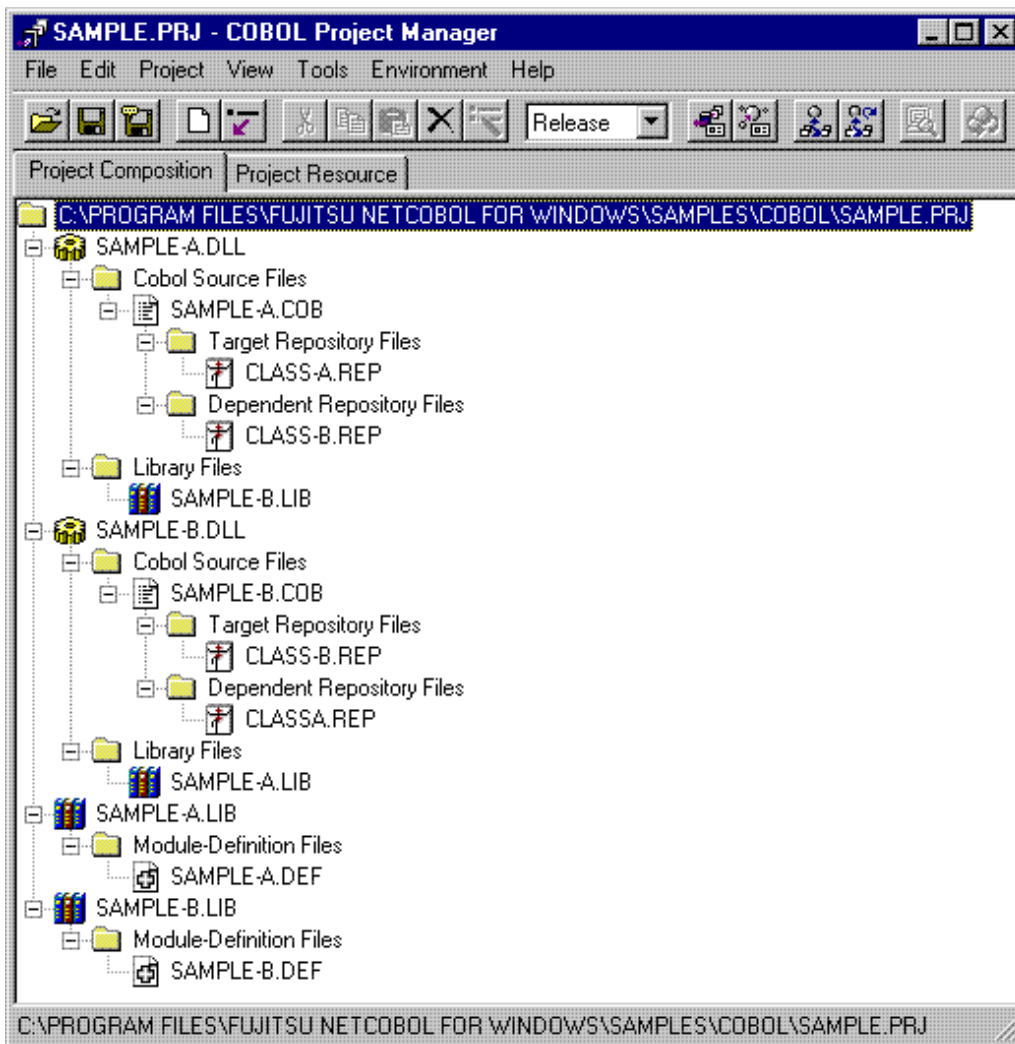 SAMPLE.PRJ - COBOL Project Manager
File Edit Project View Tools Environment Help
Release
Project Composition Project Resource
C:\PROGRAM FILES\FUJITSU NETCOBOL FOR WINDOWS\SAMPLES\COBOL\SAMPLE.PRJ
SAMPLE-A.DLL
Cobol Source Files
SAMPLE-A.COB
Target Repository Files
CLASS-A.REP
Dependent Repository Files
CLASS-B.REP
Library Files
SAMPLE-B.LIB
SAMPLE-B.DLL
Cobol Source Files
SAMPLE-B.COB
Target Repository Files
CLASS-B.REP
Dependent Repository Files
CLASSA.REP
Library Files
SAMPLE-A.LIB
SAMPLE-A.LIB
Module-Definition Files
SAMPLE-A.DEF
SAMPLE-B.LIB
Module-Definition Files
SAMPLE-B.DEF
C:\PROGRAM FILES\FUJITSU NETCOBOL FOR WINDOWS\SAMPLES\COBOL\SAMPLE.PRJ